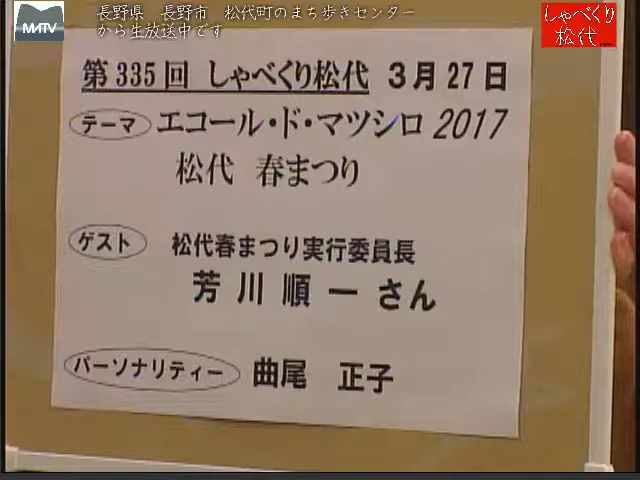 MATV
長野県 長野市 松代町のまち歩きセンター
から生放送中です
しゃべくり
松代
第335回 しゃべくり松代 3月27日
テーマ エコール・ド・マツシロ 2017
松代 春まつり
ゲスト 松代春まつり実行委員長
芳川順一さん
パーソナリティー 曲尾 正子